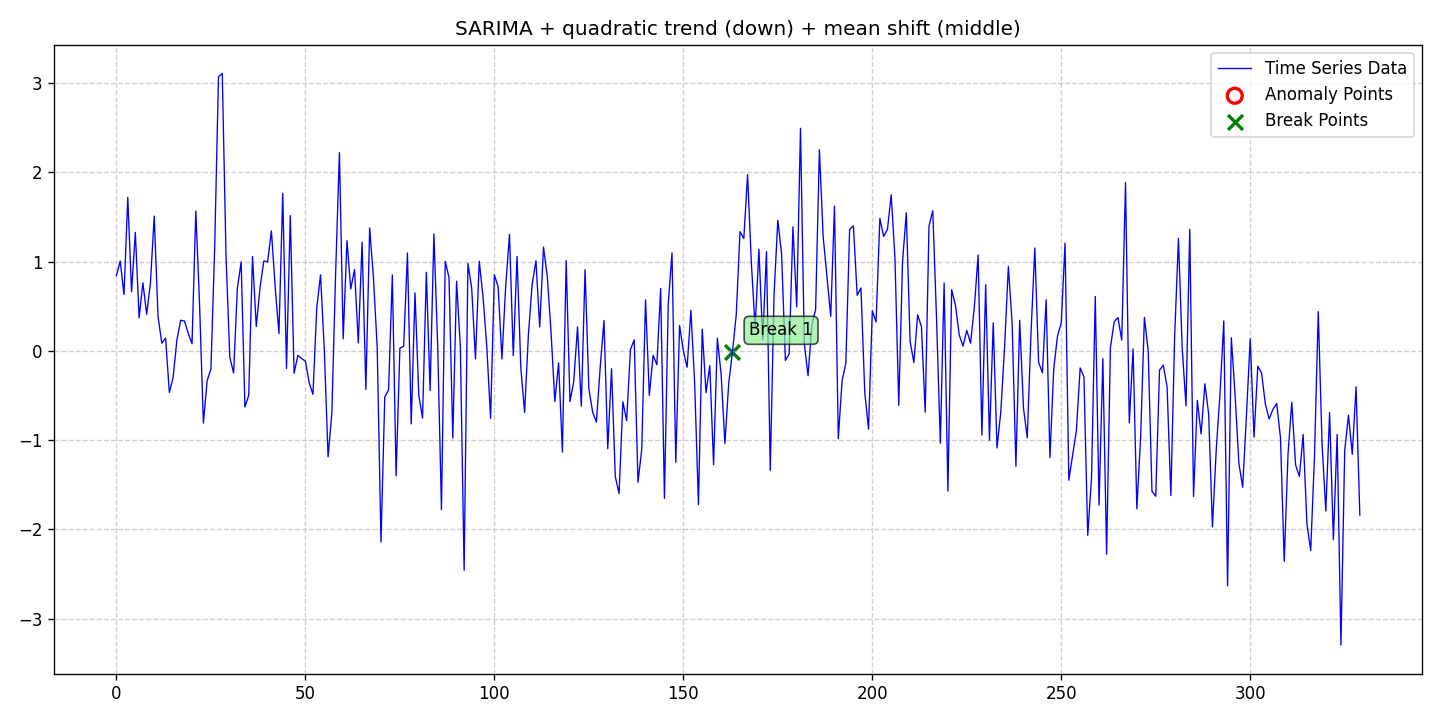 SARIMA + quadratic trend (down) + mean shift (middle)
Time Series Data
Anomaly Points
Break Points
3
2
1
0
−1
−2
−3
Break 1
0
50
100
150
200
250
300